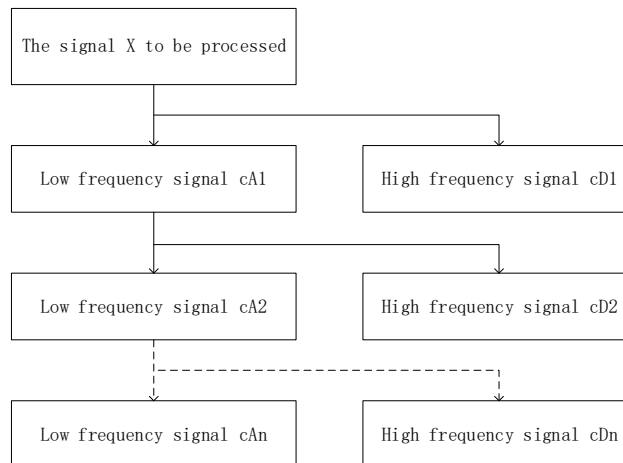 The signal X to be processed
Low frequency signal cA1
High frequency signal cD1
Low frequency signal cA2
High frequency signal cD2
Low frequency signal cAn
High frequency signal cDn